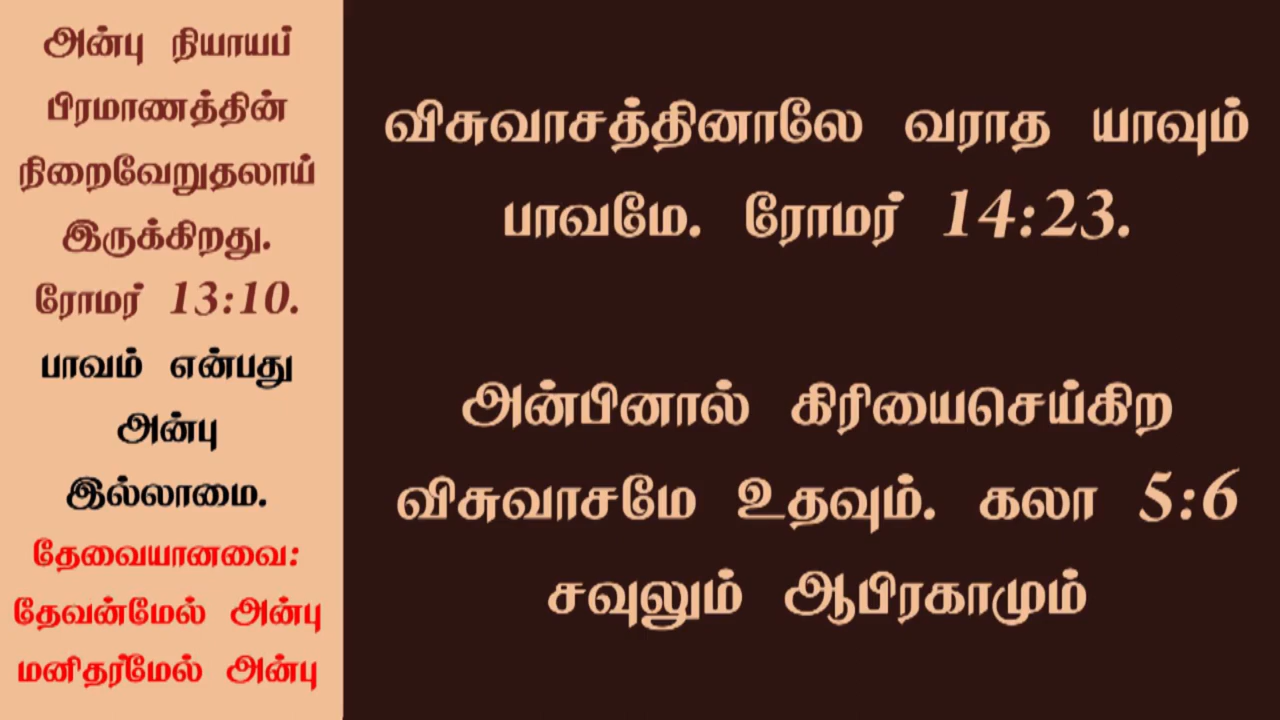 அன்பு நியாயப்
பிரமாணத்தின்
நிறைவேறுதலாய்
இருக்கிறது.
ரோமர் 13:10.
பாவம் என்பது
அன்பு
இல்லாமை.
தேவையானவை:
தேவன்மேல் அன்பு
மனிதர்மேல் அன்பு
விசுவாசத்தினாலே வராத யாவும்
பாவமே. ரோமர் 14:23.
அன்பினால் கிரியைசெய்கிற
விசுவாசமே உதவும். கலா 5:6
சவுலும் ஆபிரகாமும்